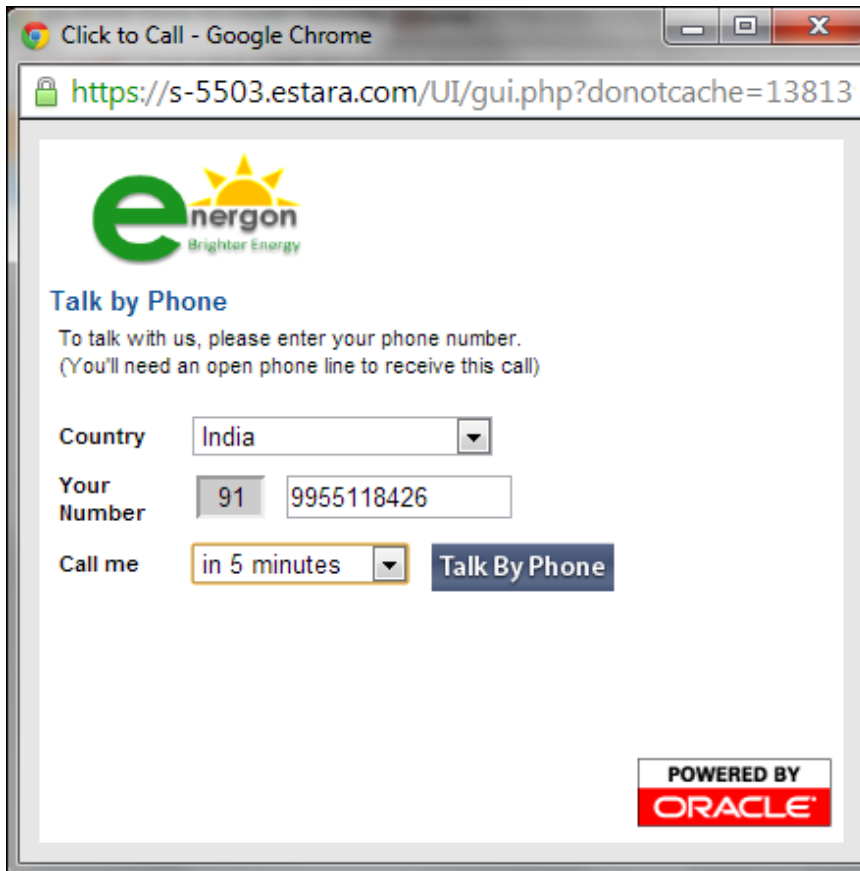 Click to Call - Google Chrome
https://s-5503.estara.com/UI/gui.php?donotcache=13813
energon
Brighter Energy
Talk by Phone
To talk with us, please enter your phone number.
(You'll need an open phone line to receive this call)
Country India
Your Number 91 9955118426
Call me in 5 minutes Talk By Phone
POWERED BY
ORACLE